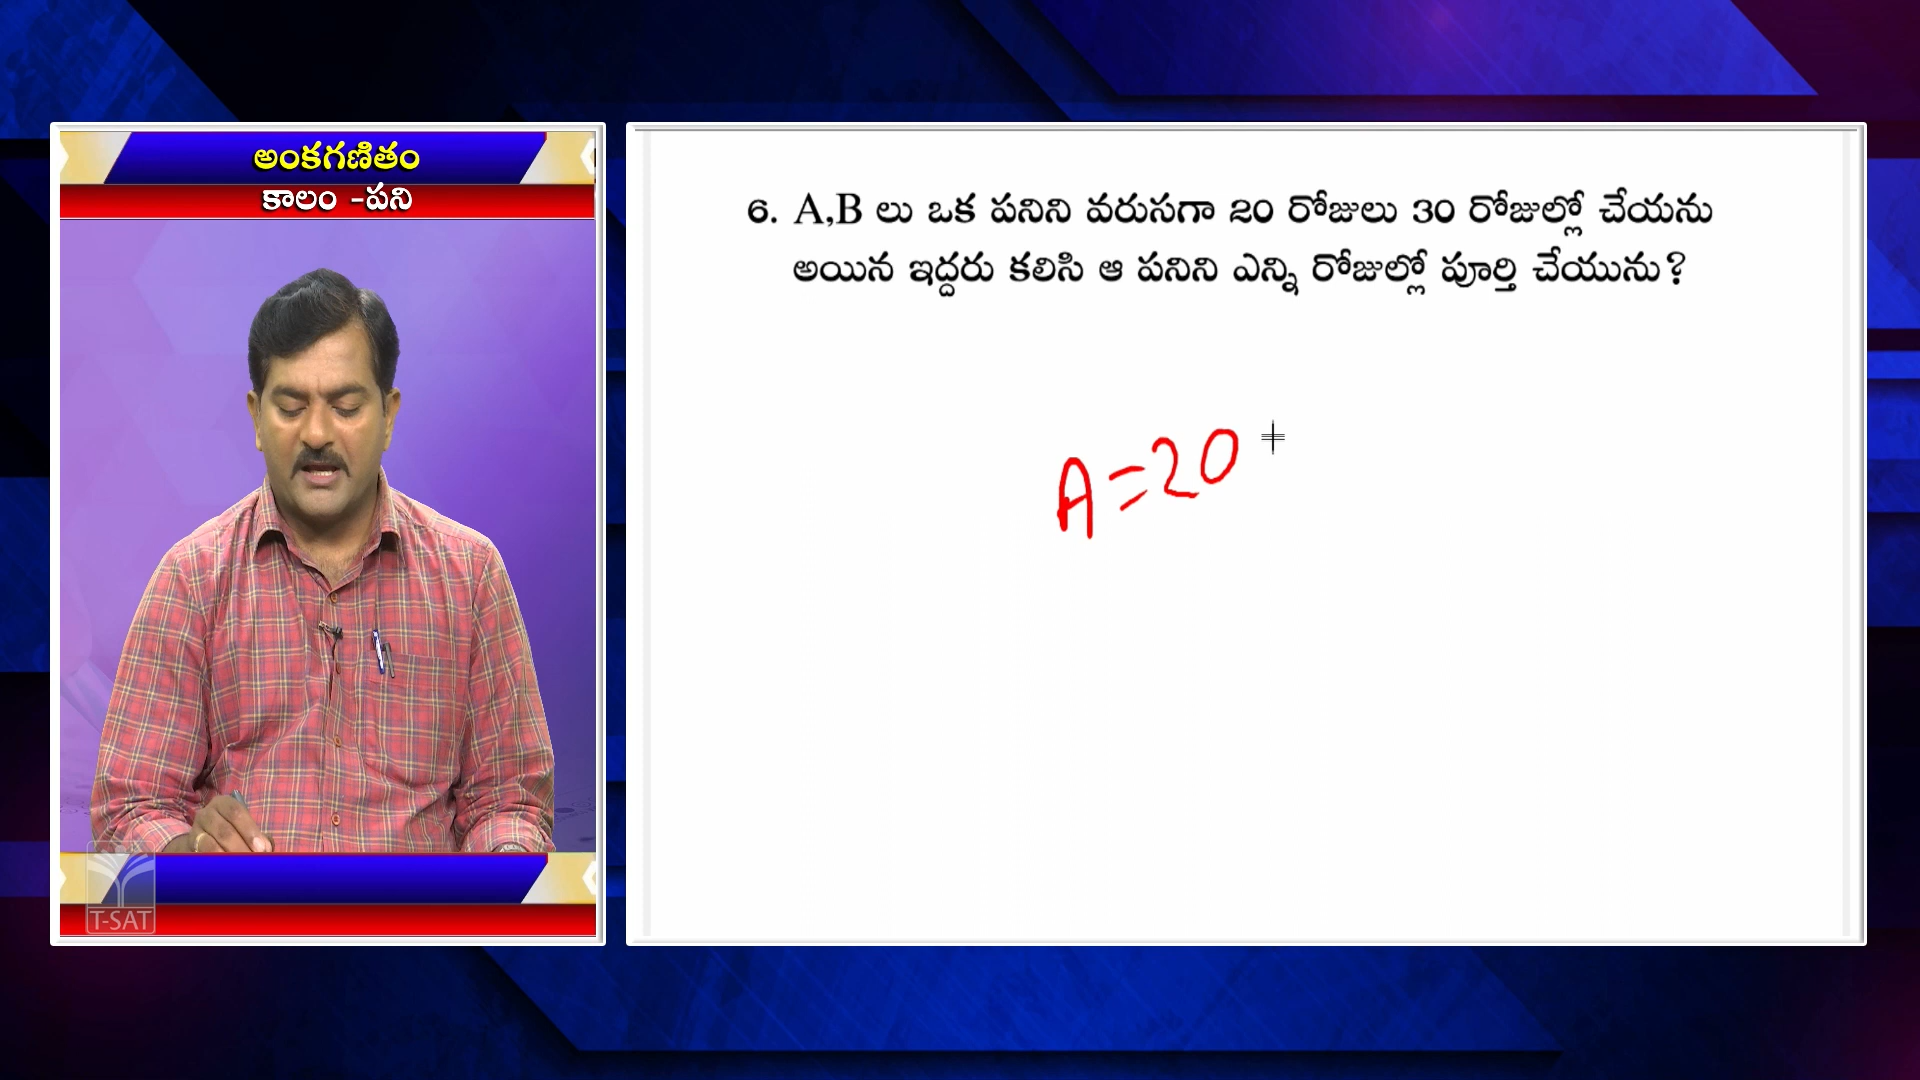 అంకగణితం
కాలం -పని
6. A,B లు ఒక పనిని వరుసగా 20 రోజులు 30 రోజుల్లో చేయను
అయిన ఇద్దరు కలిసి ఆ పనిని ఎన్ని రోజుల్లో పూర్తి చేయును?
A=20
T-SAT